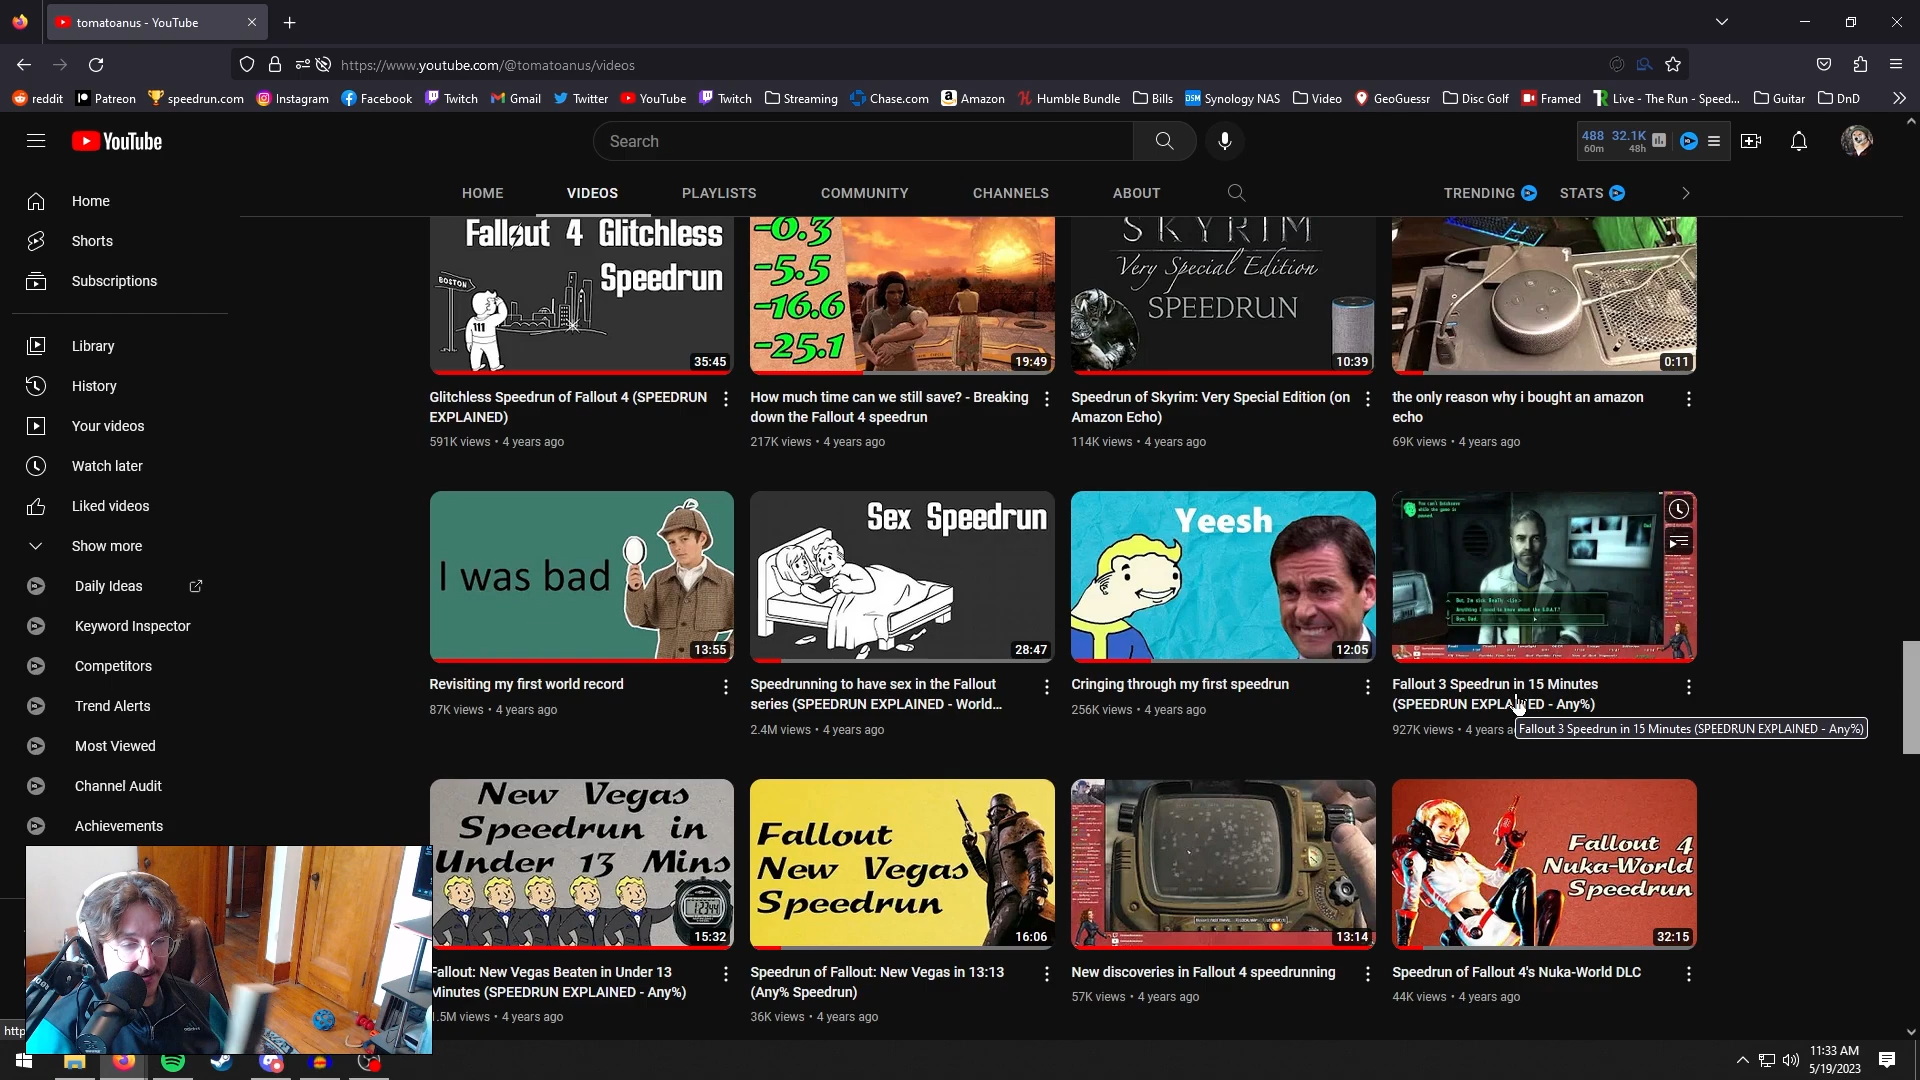 tomatoanus - YouTube
https://www.youtube.com/@tomatoanus/videos
reddit Patreon speedrun.com Instagram Facebook Twitch Gmail Twitter YouTube Twitch Streaming Chase.com Amazon Humble Bundle Bills DSM Synology NAS Video GeoGuessr Disc Golf Framed Live - The Run - Speed... Guitar DnD
YouTube
Search
488 32.1K
60m 48h
HOME VIDEOS PLAYLISTS COMMUNITY CHANNELS ABOUT TRENDING STATS
Home
Shorts
Subscriptions
Library
History
Your videos
Watch later
Liked videos
Show more
Daily Ideas
Keyword Inspector
Competitors
Trend Alerts
Most Viewed
Channel Audit
Achievements
Fallout 4 Glitchless
Speedrun
BOSTON
111
35:45
Glitchless Speedrun of Fallout 4 (SPEEDRUN
EXPLAINED)
591K views • 4 years ago
-0.3
-5.5
-16.6
-25.1
19:49
How much time can we still save? - Breaking
down the Fallout 4 speedrun
217K views • 4 years ago
SKYRIM
Very Special Edition
SPEEDRUN
10:39
Speedrun of Skyrim: Very Special Edition (on
Amazon Echo)
114K views • 4 years ago
0:11
the only reason why i bought an amazon
echo
69K views • 4 years ago
I was bad
13:55
Revisiting my first world record
87K views • 4 years ago
Sex Speedrun
28:47
Speedrunning to have sex in the Fallout
series (SPEEDRUN EXPLAINED - World...
2.4M views • 4 years ago
Yeesh
12:05
Cringing through my first speedrun
256K views • 4 years ago
Fallout 3 Speedrun in 15 Minutes
(SPEEDRUN EXPLAINED - Any%)
927K views • 4 years a
Fallout 3 Speedrun in 15 Minutes (SPEEDRUN EXPLAINED - Any%)
New Vegas
Speedrun in
Under 13 Mins
15:32
Fallout: New Vegas Beaten in Under 13
Minutes (SPEEDRUN EXPLAINED - Any%)
.5M views • 4 years ago
Fallout
New Vegas
Speedrun
16:06
Speedrun of Fallout: New Vegas in 13:13
(Any% Speedrun)
36K views • 4 years ago
13:14
New discoveries in Fallout 4 speedrunning
57K views • 4 years ago
Fallout 4
Nuka-World
Speedrun
32:15
Speedrun of Fallout 4's Nuka-World DLC
44K views • 4 years ago
http
11:33 AM
5/19/2023